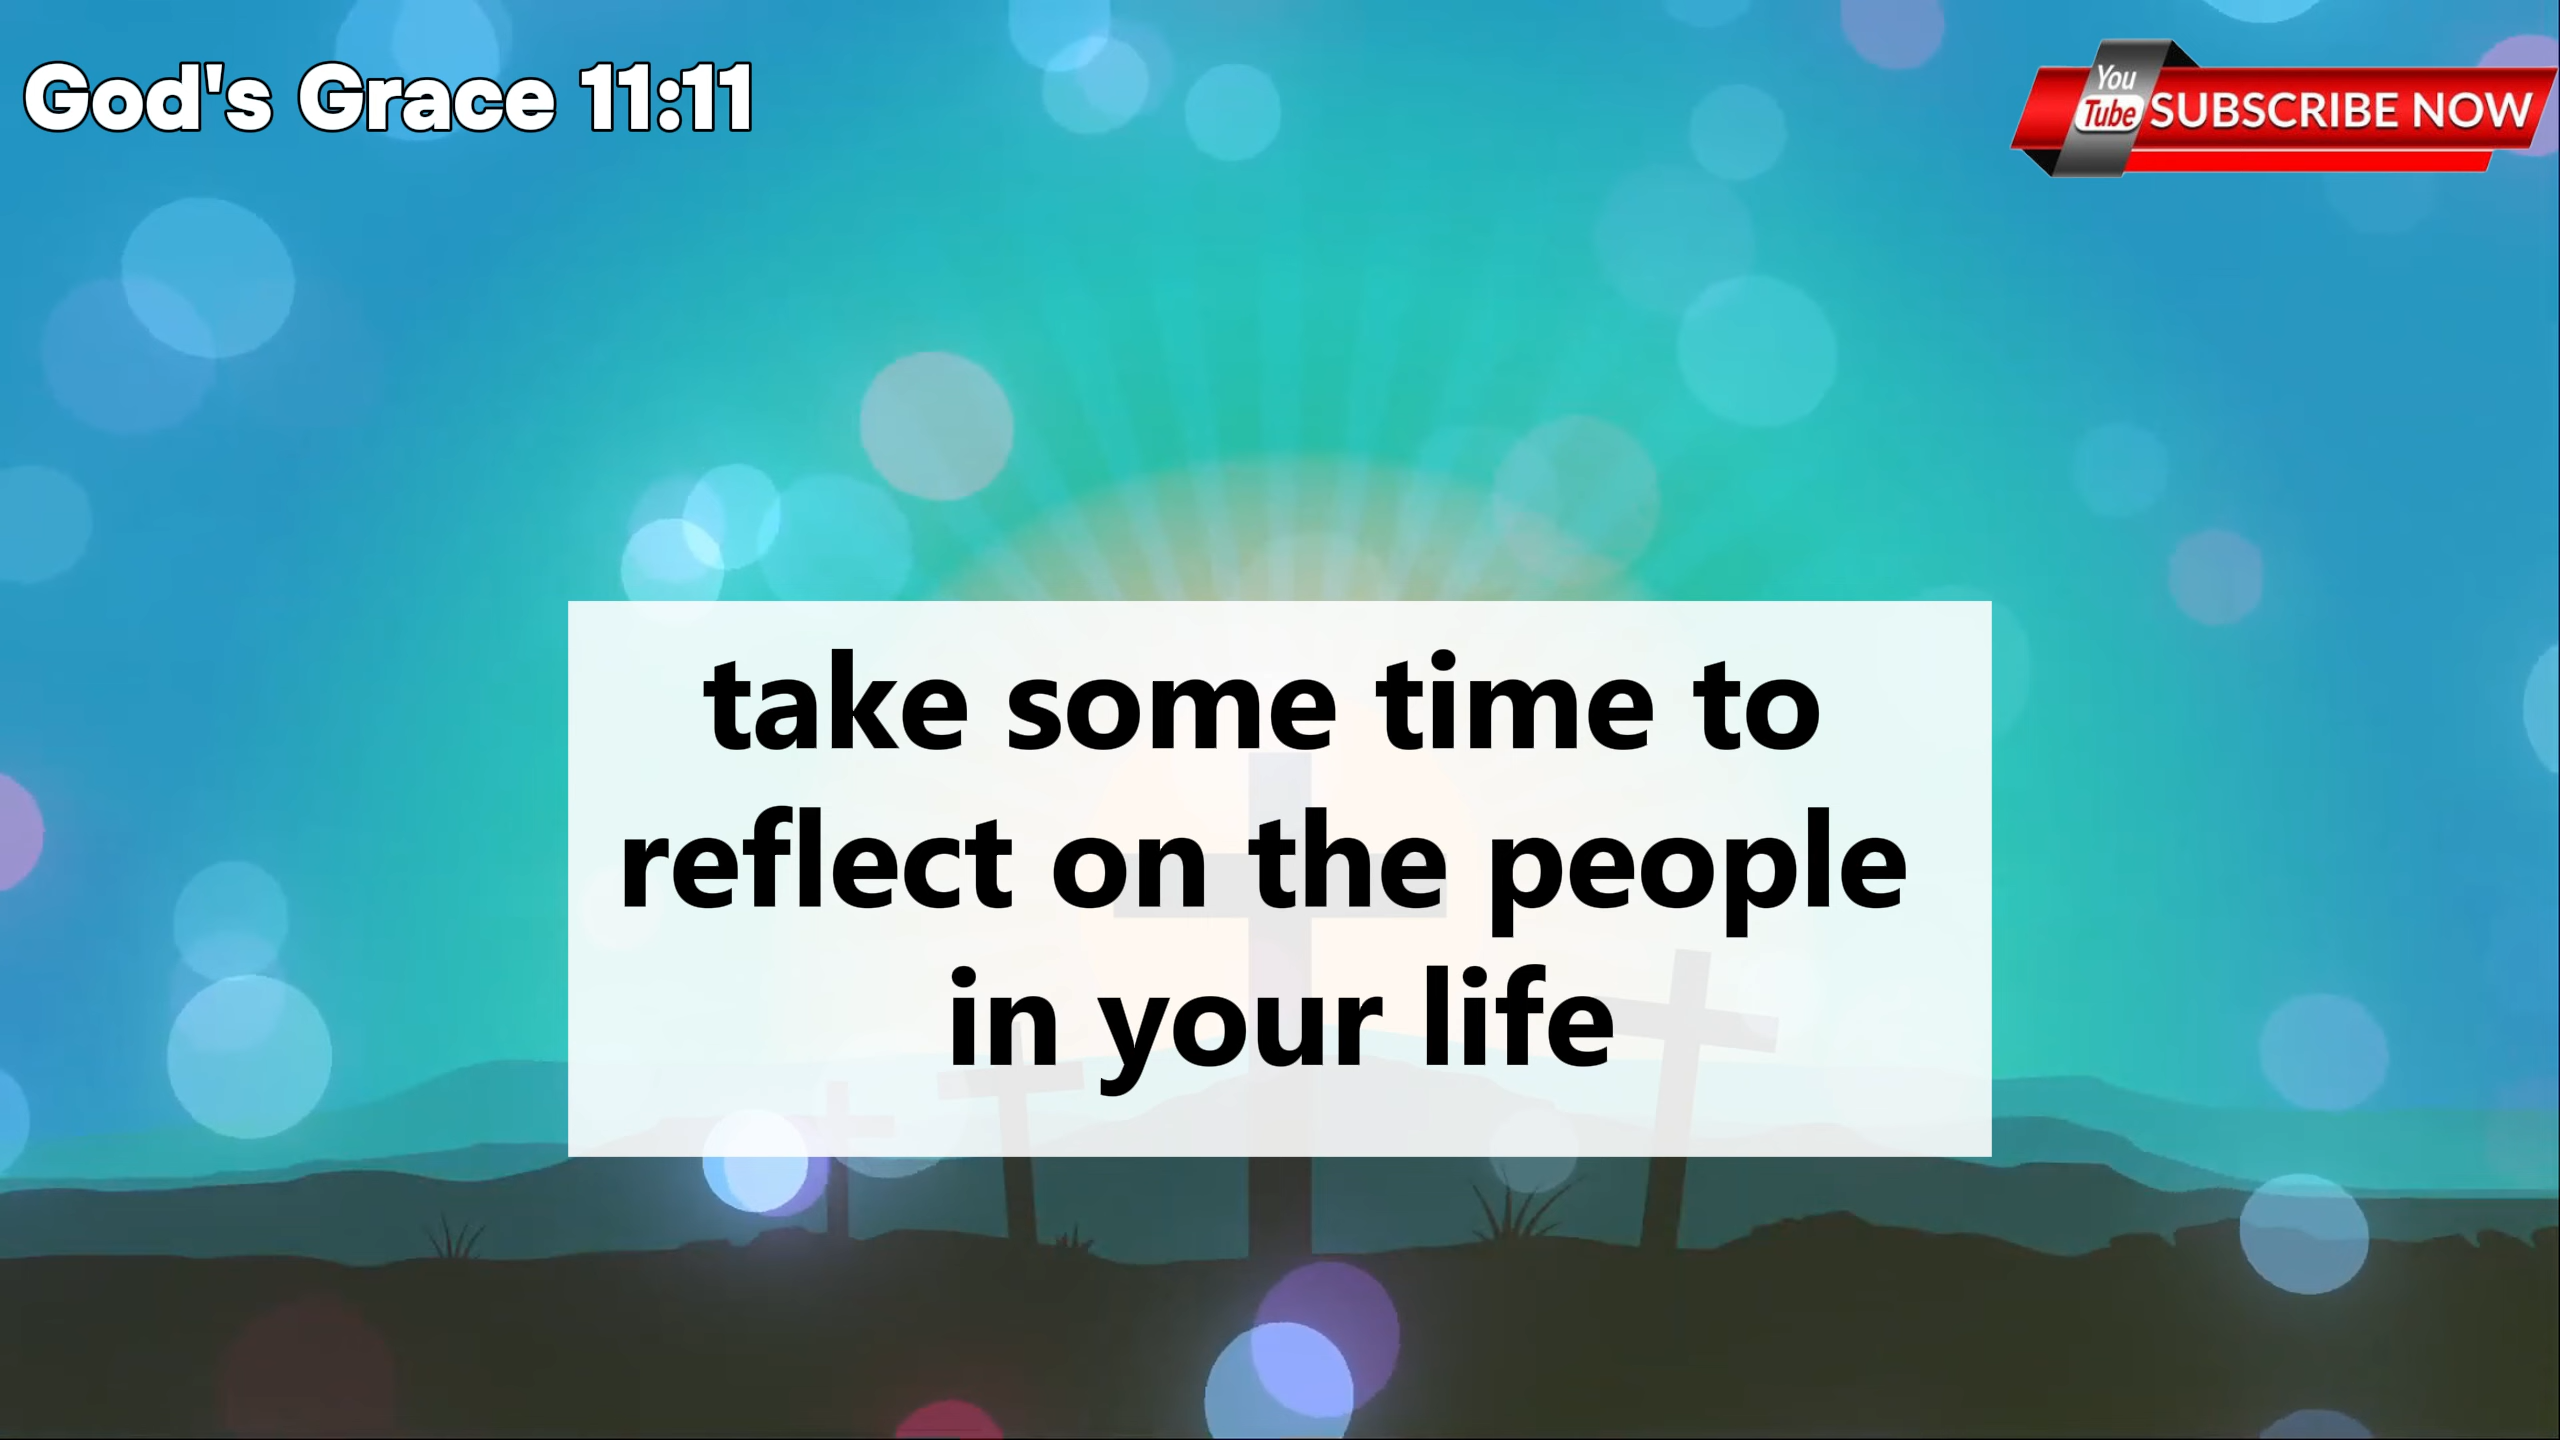 God's Grace 11:11
You
Tube
SUBSCRIBE NOW
take some time to
reflect on the people
in your life